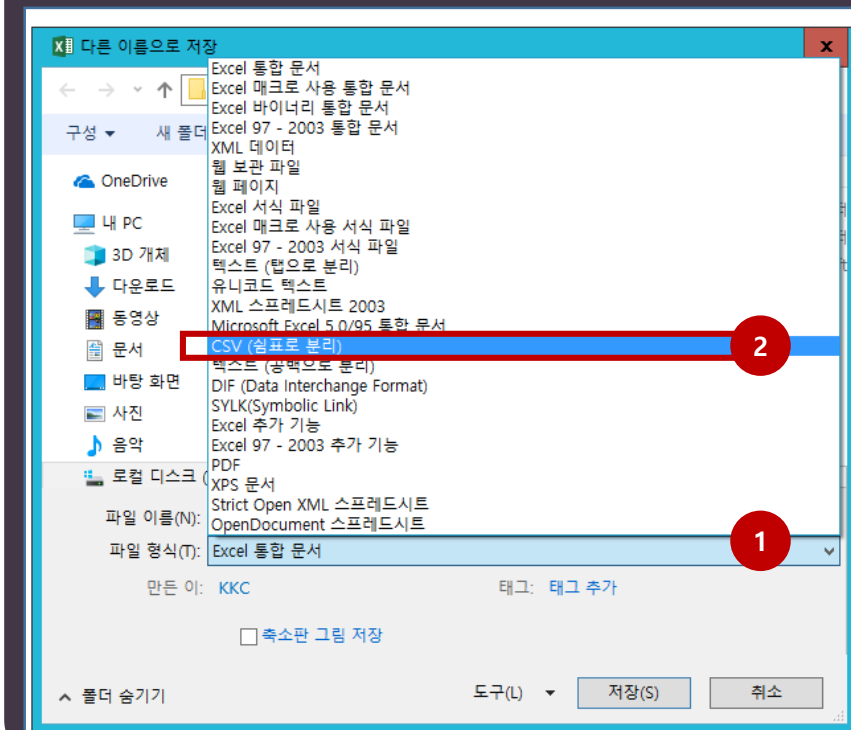 다른 이름으로 저장
x
Excel 통합 문서
Excel 매크로 사용 통합 문서
Excel 바이너리 통합 문서
Excel 97 - 2003 통합 문서
XML 데이터
웹 보관 파일
웹 페이지
Excel 서식 파일
Excel 매크로 사용 서식 파일
Excel 97 - 2003 서식 파일
텍스트 (탭으로 분리)
유니코드 텍스트
XML 스프레드시트 2003
Microsoft Excel 5.0/95 통합 문서
CSV (쉼표로 분리)
2
텍스트 (공백으로 분리)
DIF (Data Interchange Format)
SYLK(Symbolic Link)
Excel 추가 기능
Excel 97 - 2003 추가 기능
PDF
XPS 문서
Strict Open XML 스프레드시트
OpenDocument 스프레드시트
구성
새 폴더
OneDrive
내 PC
3D 개체
다운로드
동영상
문서
바탕 화면
사진
음악
로컬 디스크 (
파일 이름(N):
파일 형식(T): Excel 통합 문서
1
만든 이: KKC
태그: 태그 추가
축소판 그림 저장
폴더 숨기기
도구(L)
저장(S)
취소